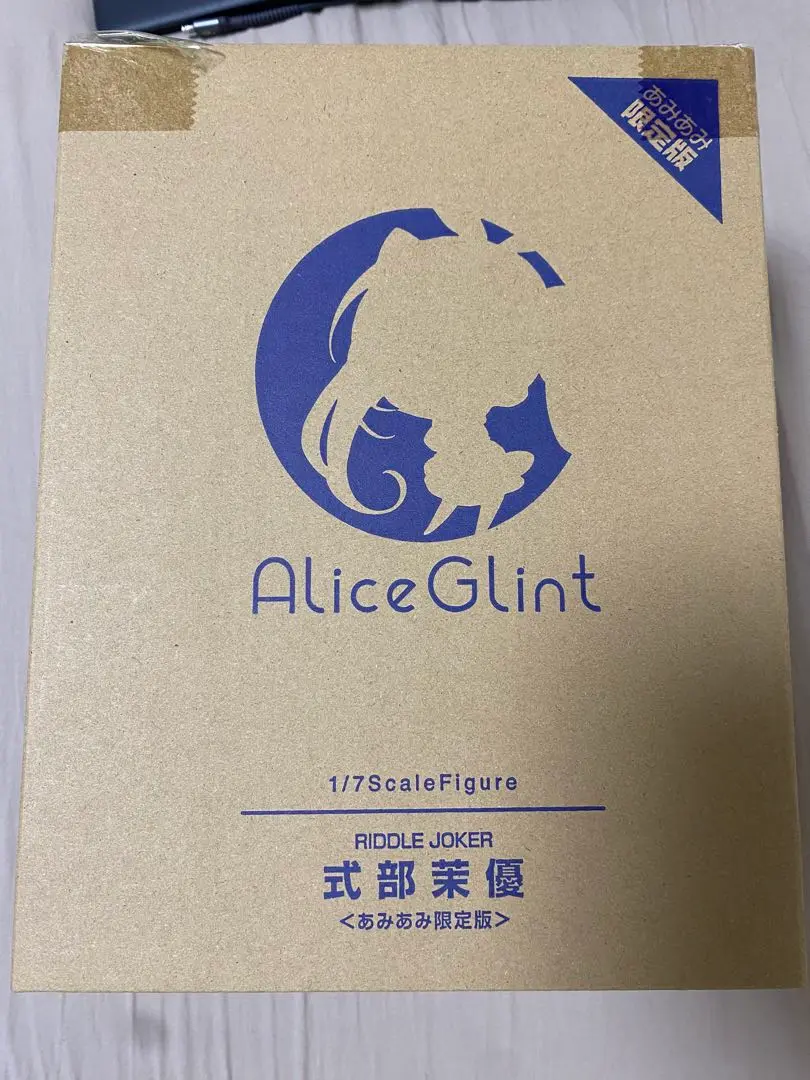 あみあみ
限定版
AliceGlint
1/7ScaleFigure
RIDDLE JOKER
式部茉優
<あみあみ限定版>